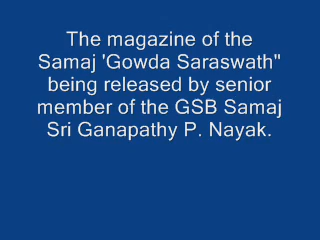 The magazine of the
Samaj 'Gowda Saraswath"
being released by senior
member of the GSB Samaj
Sri Ganapathy P. Nayak.